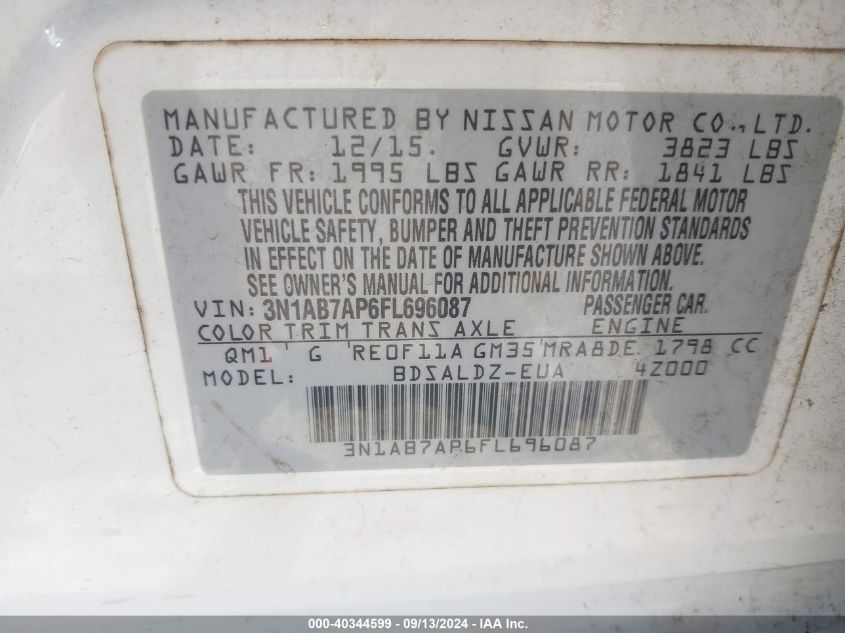 MANUFACTURED BY NISSAN MOTOR CO.,LTD.
DATE: 12/15. GVWR: 3823 LBS
GAWR FR: 1995 LBS GAWR RR: 1841 LBS
THIS VEHICLE CONFORMS TO ALL APPLICABLE FEDERAL MOTOR
VEHICLE SAFETY, BUMPER AND THEFT PREVENTION STANDARDS
IN EFFECT ON THE DATE OF MANUFACTURE SHOWN ABOVE.
SEE OWNER'S MANUAL FOR ADDITIONAL INFORMATION.
VIN: 3N1AB7AP6FL696087 PASSENGER CAR.
COLOR TRIM TRANS AXLE ENGINE
QM1 G RE0F11A GM35 MRA8DE 1798 CC
MODEL: BDSALDZ-EUA 4Z000
3N1AB7AP6FL696087
000-40344599 - 09/13/2024 - IAA Inc.